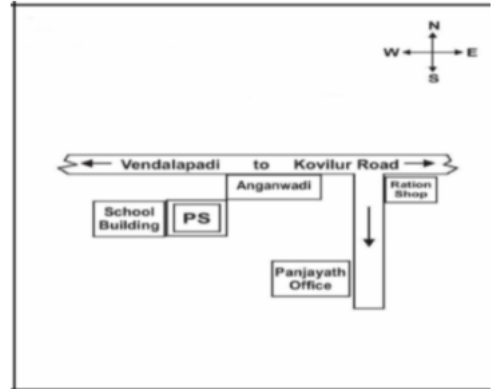 N
W E
S
Vendalapadi to Kovilur Road
Anganwadi
Ration
Shop
School
Building
PS
Panjayath
Office